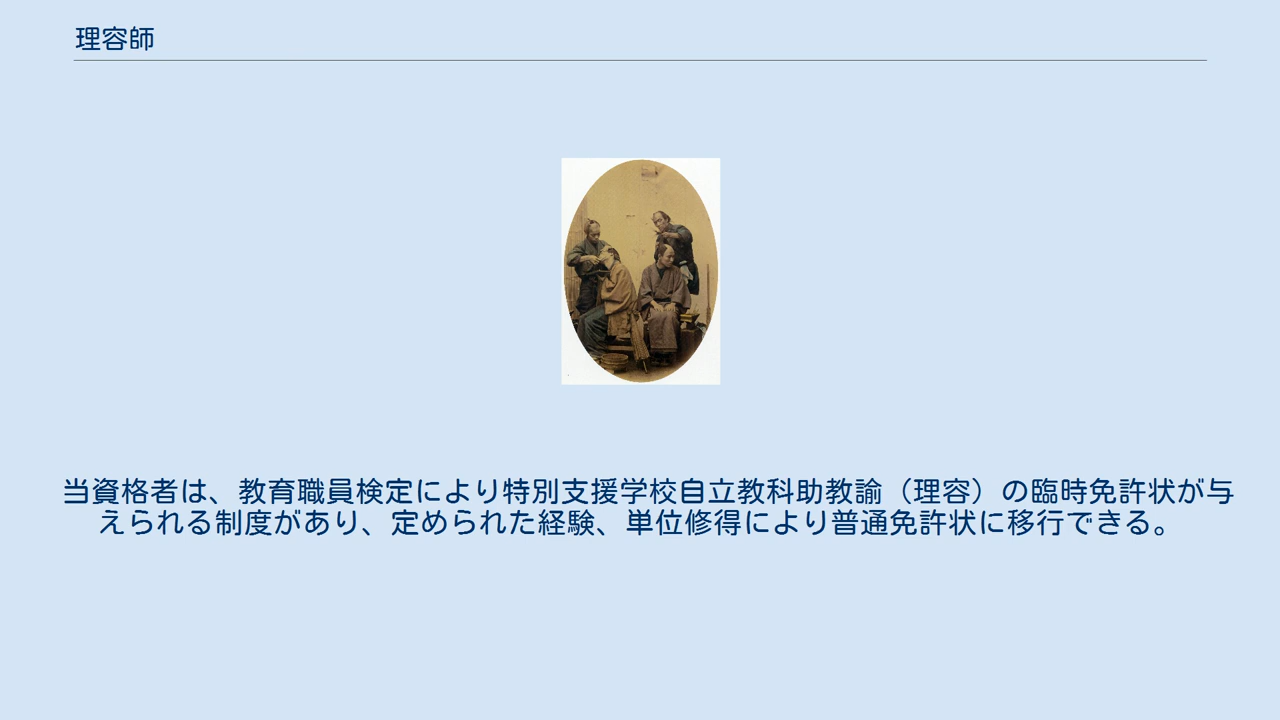 理容師
当資格者は、教育職員検定により特別支援学校自立教科助教諭（理容）の臨時免許状が与
えられる制度があり、定められた経験、単位修得により普通免許状に移行できる。